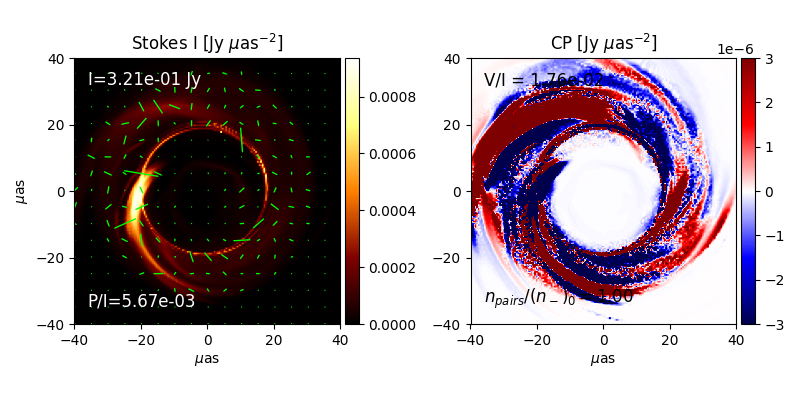 Stokes I [Jy μas⁻²]
CP [Jy μas⁻²]
1e-6
I=3.21e-01 Jy
V/I = 1.76e-02
P/I=5.67e-03
n_pairs/(n_-)_0 = 1.00
40
20
0
−20
−40
μas
−40 −20 0 20 40
μas
0.0008
0.0006
0.0004
0.0002
0.0000
40
20
0
−20
−40
−40 −20 0 20 40
μas
3
2
1
0
−1
−2
−3